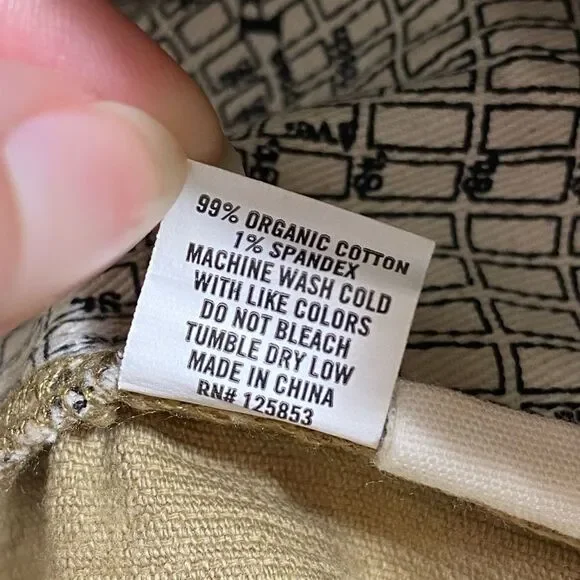 99% ORGANIC COTTON
1% SPANDEX
MACHINE WASH COLD
WITH LIKE COLORS
DO NOT BLEACH
TUMBLE DRY LOW
MADE IN CHINA
RN# 125853